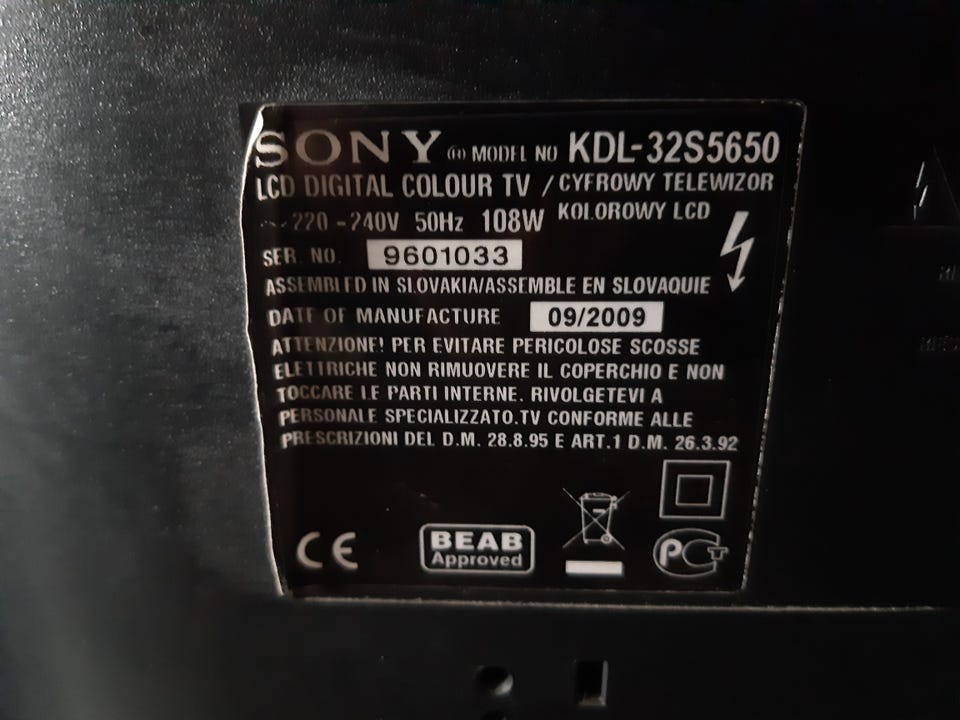 SONY (H) MODEL NO KDL-32S5650
LCD DIGITAL COLOUR TV / CYFROWY TELEWIZOR
KOLOROWY LCD
~220 -240V 50Hz 108W
SER. NO. 9601033
ASSEMBLED IN SLOVAKIA/ASSEMBLE EN SLOVAQUIE
DATE OF MANUFACTURE 09/2009
ATTENZIONE! PER EVITARE PERICOLOSE SCOSSE
ELETTRICHE NON RIMUOVERE IL COPERCHIO E NON
TOCCARE LE PARTI INTERNE. RIVOLGETEVI A
PERSONALE SPECIALIZZATO.TV CONFORME ALLE
PRESCRIZIONI DEL D.M. 28.8.95 E ART.1 D.M. 26.3.92
CE
BEAB
Approved
PCT